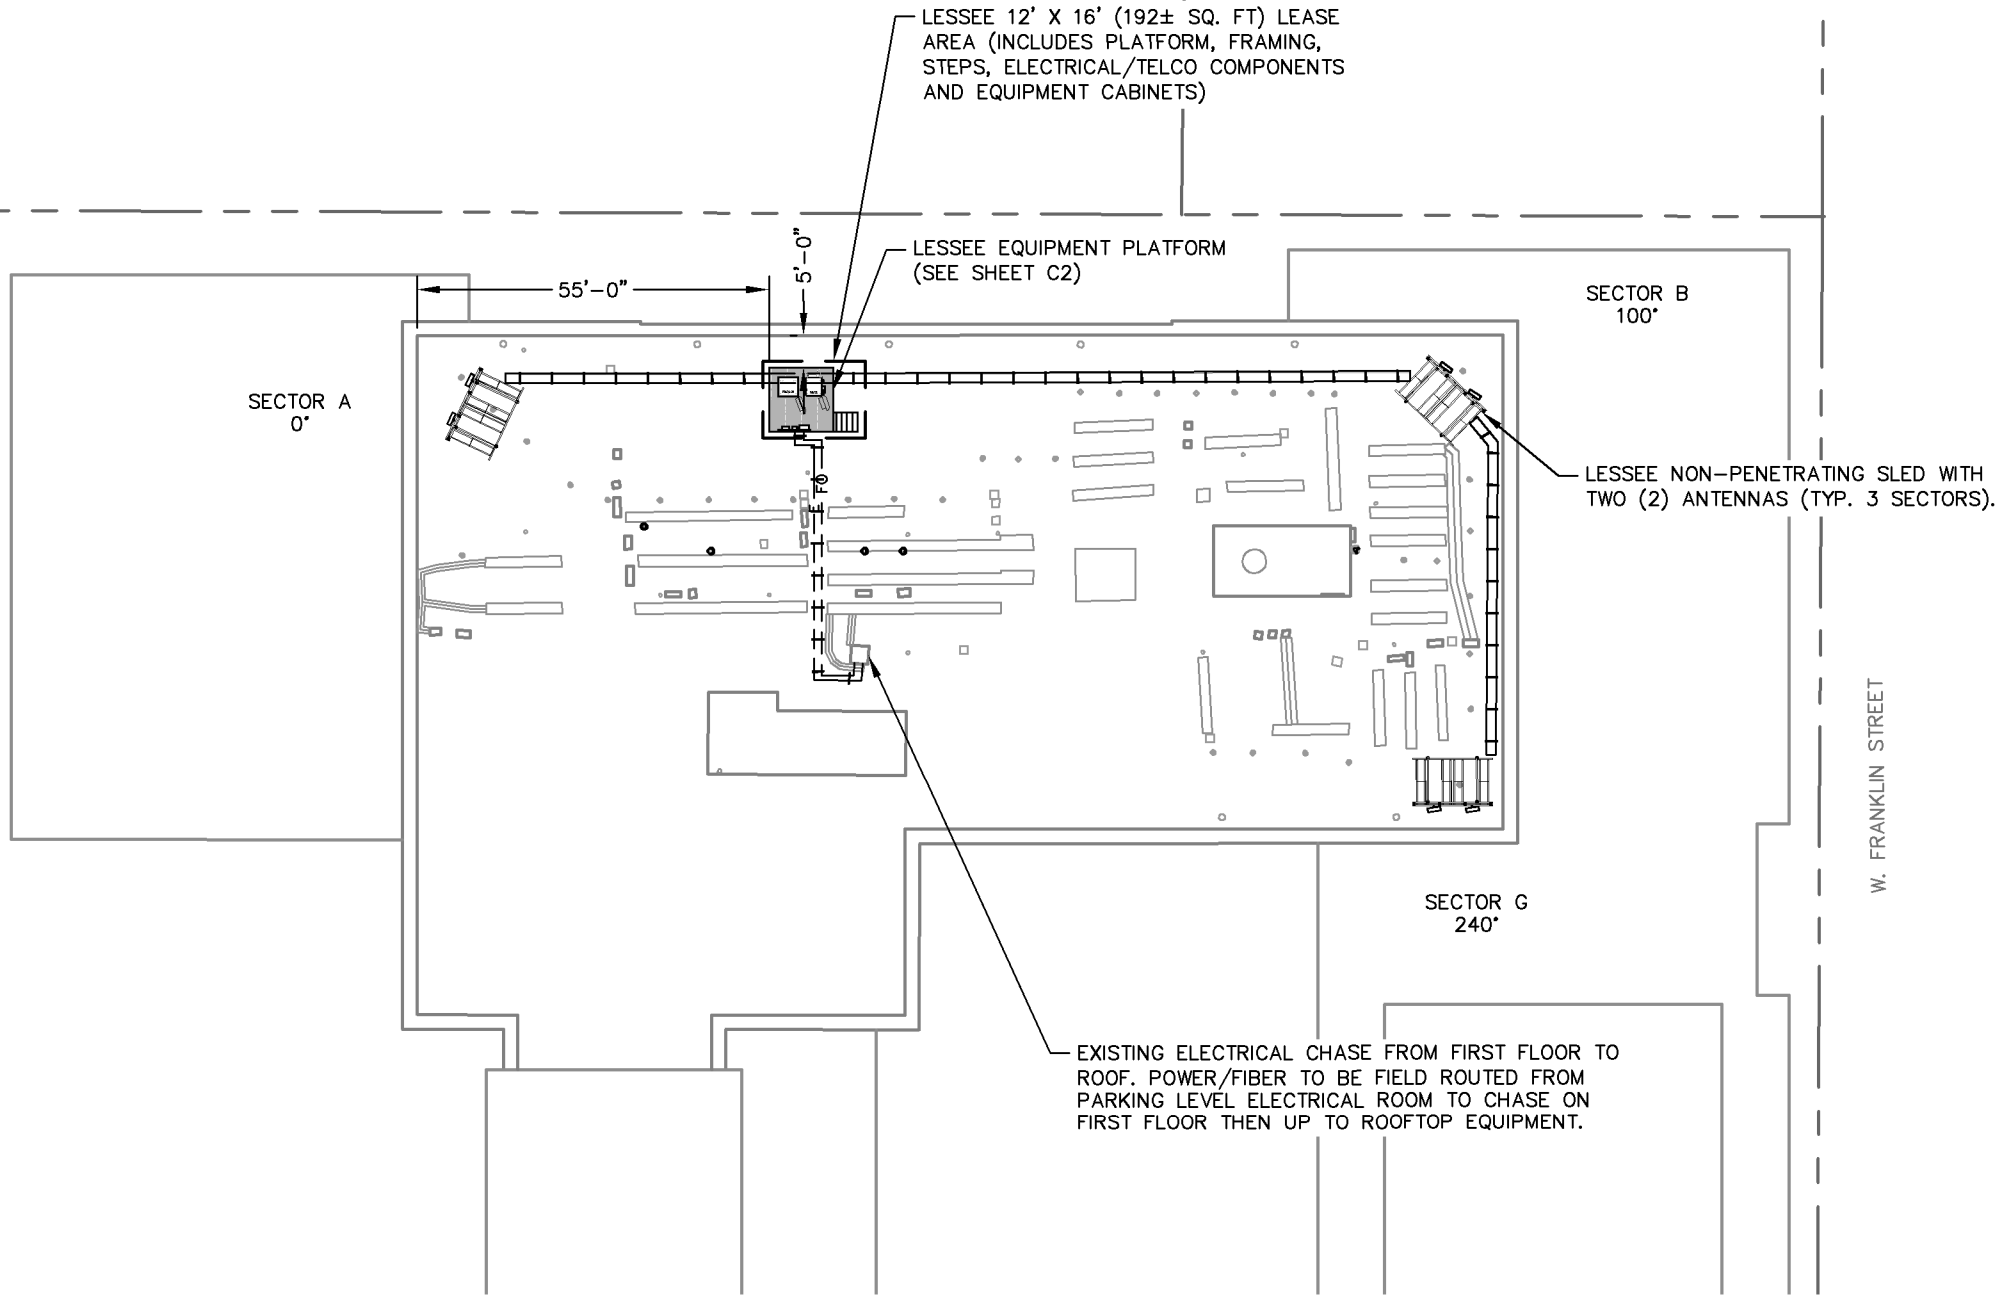 LESSEE 12' X 16' (192± SQ. FT) LEASE
AREA (INCLUDES PLATFORM, FRAMING,
STEPS, ELECTRICAL/TELCO COMPONENTS
AND EQUIPMENT CABINETS)
LESSEE EQUIPMENT PLATFORM
(SEE SHEET C2)
5'-0"
55'-0"
SECTOR B
100°
SECTOR A
0°
LESSEE NON-PENETRATING SLED WITH
TWO (2) ANTENNAS (TYP. 3 SECTORS).
FO
W. FRANKLIN STREET
SECTOR G
240°
EXISTING ELECTRICAL CHASE FROM FIRST FLOOR TO
ROOF. POWER/FIBER TO BE FIELD ROUTED FROM
PARKING LEVEL ELECTRICAL ROOM TO CHASE ON
FIRST FLOOR THEN UP TO ROOFTOP EQUIPMENT.